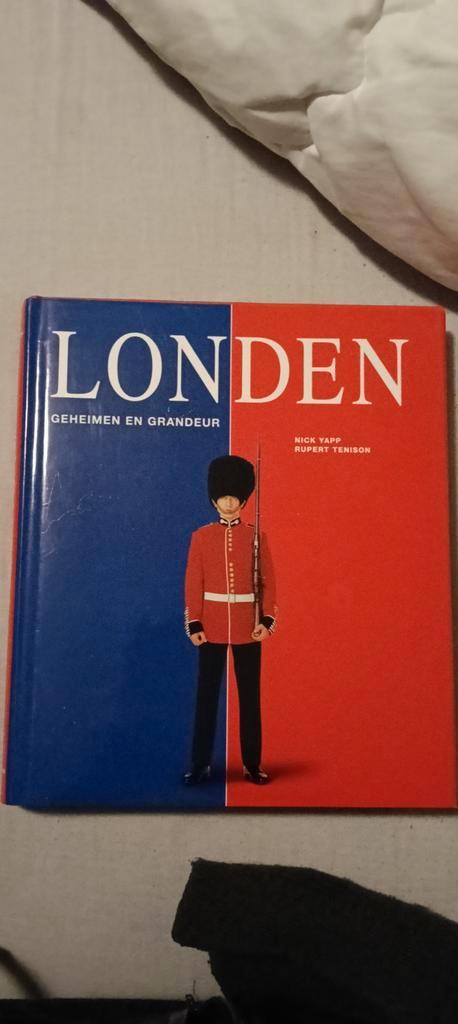 LONDEN
GEHEIMEN EN GRANDEUR
NICK YAPP
RUPERT TENISON